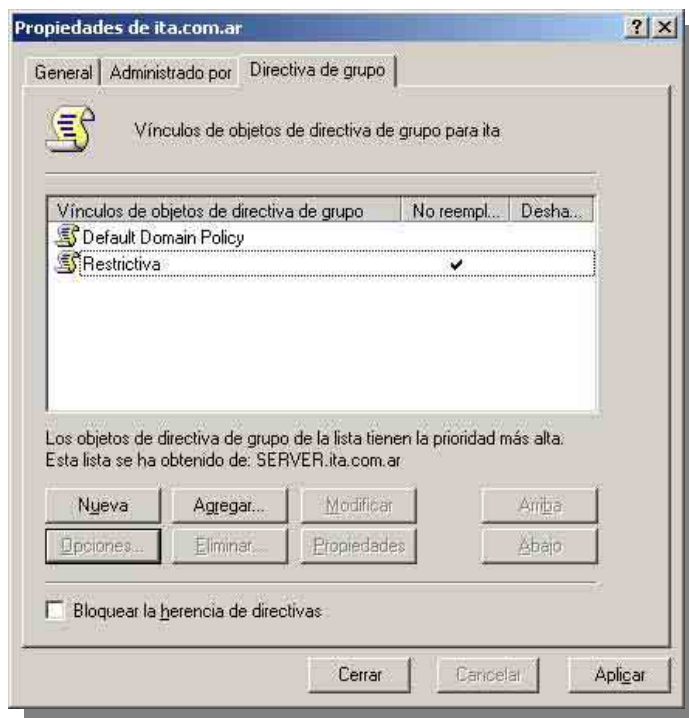 Propiedades de ita.com.ar
General Administrado por Directiva de grupo
Vínculos de objetos de directiva de grupo para ita
Vínculos de objetos de directiva de grupo No reempl... Desha...
Default Domain Policy
Restrictiva
Los objetos de directiva de grupo de la lista tienen la prioridad más alta.
Esta lista se ha obtenido de: SERVER.ita.com.ar
Nueva Agregar... Modificar Arriba
Opciones... Eliminar... Propiedades Abajo
Bloquear la herencia de directivas
Cerrar Cancelar Aplicar